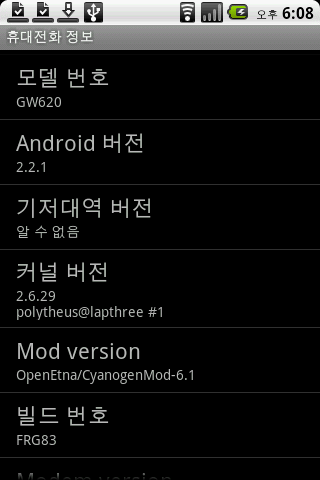 오후 6:08
휴대전화 정보
모델 번호
GW620
Android 버전
2.2.1
기저대역 버전
알 수 없음
커널 버전
2.6.29
polytheus@lapthree #1
Mod version
OpenEtna/CyanogenMod-6.1
빌드 번호
FRG83
Modem version